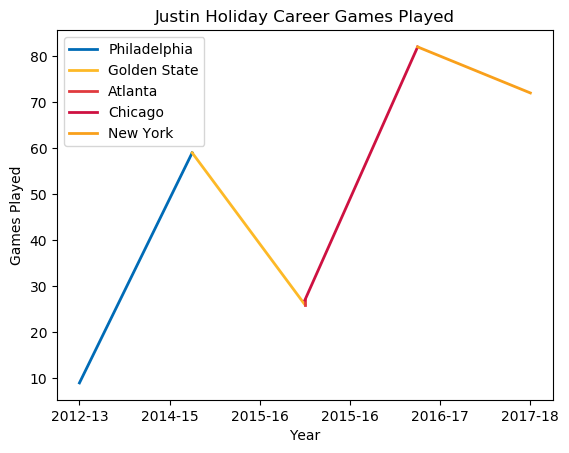 Justin Holiday Career Games Played
Philadelphia
Golden State
Atlanta
Chicago
New York
80
70
60
50
40
30
20
10
Games Played
2012-13 2014-15 2015-16 2015-16 2016-17 2017-18
Year